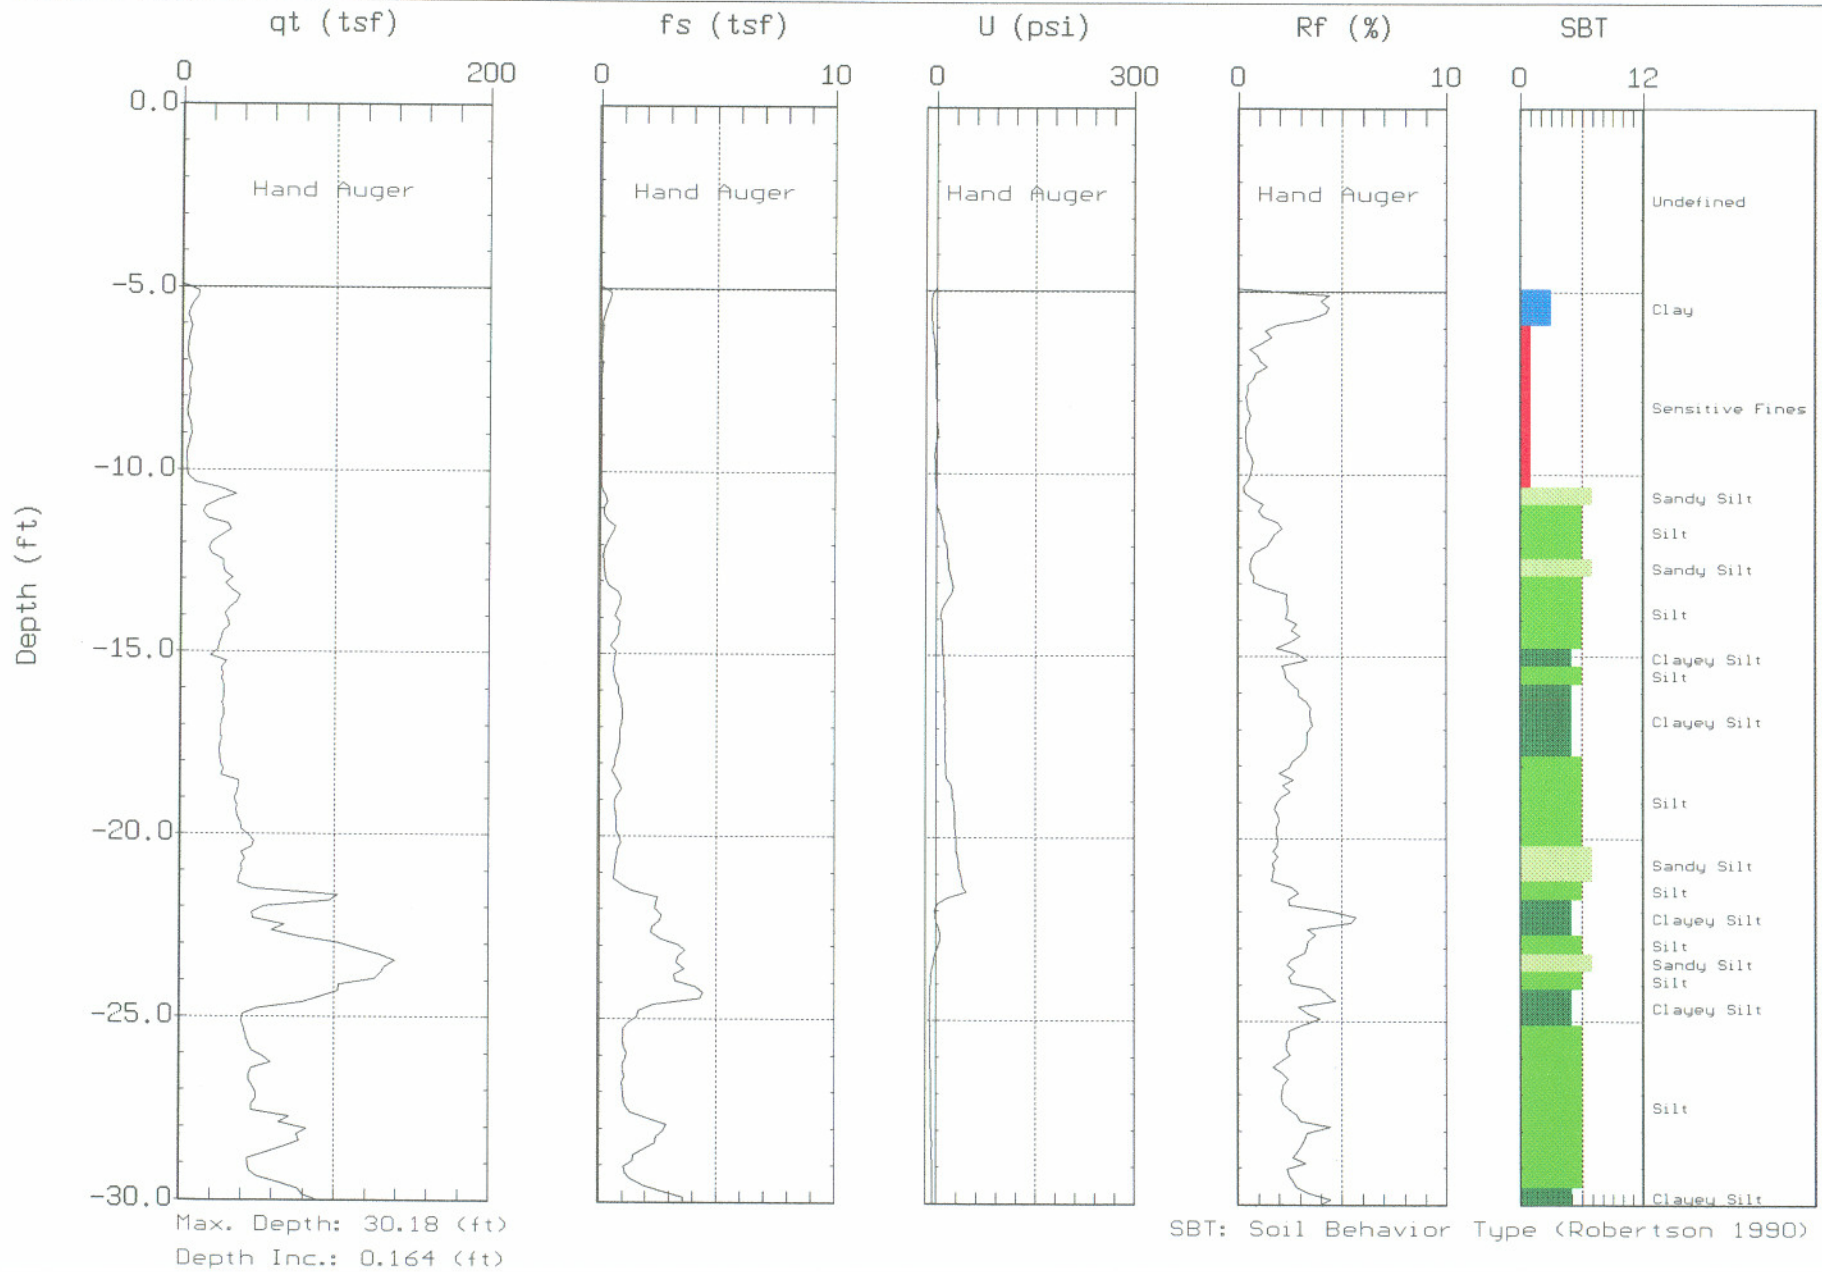 qt (tsf) fs (tsf) U (psi) Rf (%) SBT
0 200 0 10 0 300 0 10 0 12
0.0
Hand Auger Hand Auger Hand Auger Hand Auger
Undefined
-5.0
Clay
Sensitive Fines
-10.0
Sandy Silt
Silt
Sandy Silt
Depth (ft)
Silt
-15.0
Clayey Silt
Silt
Clayey Silt
Silt
-20.0
Sandy Silt
Silt
Clayey Silt
Silt
Sandy Silt
Silt
-25.0
Clayey Silt
Silt
-30.0
Clayey Silt
Max. Depth: 30.18 (ft)
SBT: Soil Behavior Type (Robertson 1990)
Depth Inc.: 0.164 (ft)